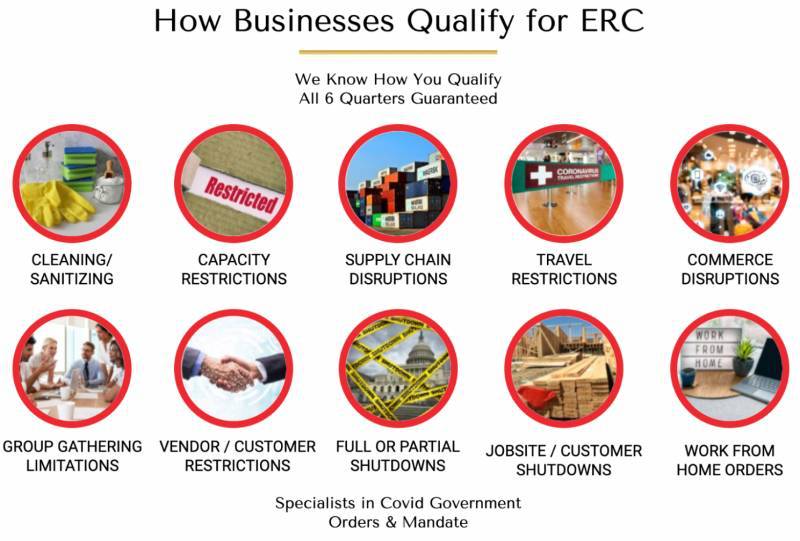 How Businesses Qualify for ERC
We Know How You Qualify
All 6 Quarters Guaranteed
Restricted
CORONAVIRUS
TRAVEL RESTRICTIONS
CLEANING/
SANITIZING
CAPACITY
RESTRICTIONS
SUPPLY CHAIN
DISRUPTIONS
TRAVEL
RESTRICTIONS
COMMERCE
DISRUPTIONS
SHUTDOWN
WORK
FROM
HOME
GROUP GATHERING
LIMITATIONS
VENDOR / CUSTOMER
RESTRICTIONS
FULL OR PARTIAL
SHUTDOWNS
JOBSITE / CUSTOMER
SHUTDOWNS
WORK FROM
HOME ORDERS
Specialists in Covid Government
Orders & Mandate